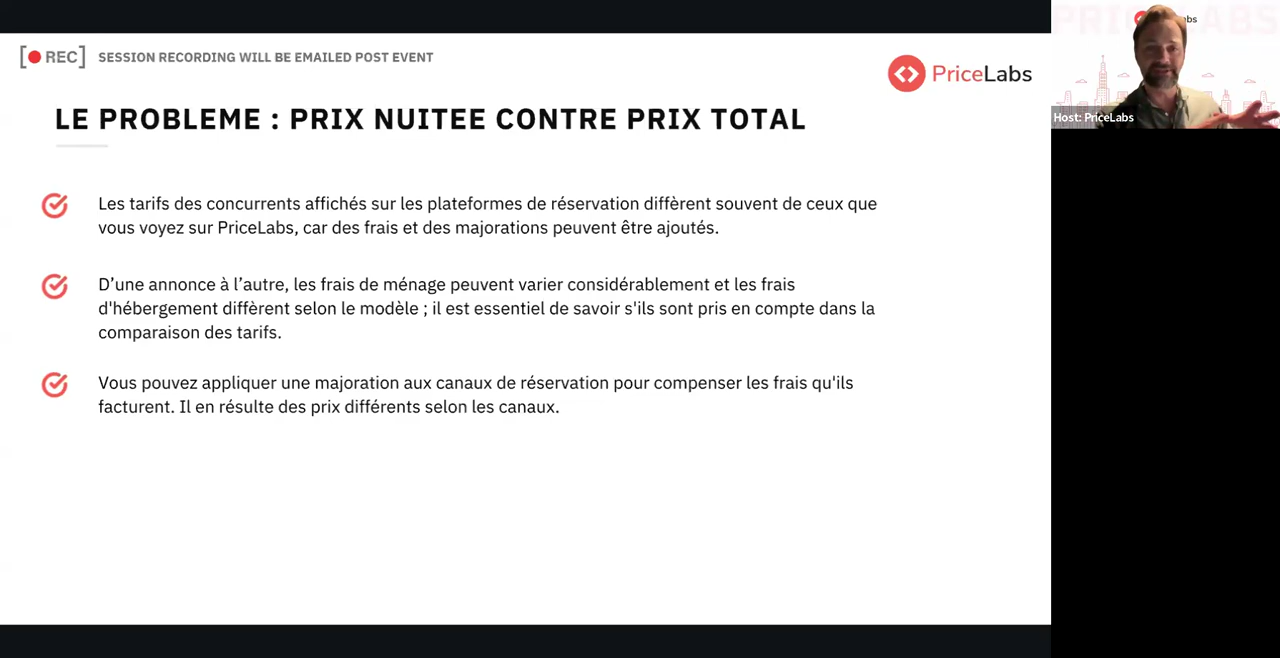 [● REC] SESSION RECORDING WILL BE EMAILED POST EVENT
PriceLabs
LE PROBLEME : PRIX NUITEE CONTRE PRIX TOTAL
Les tarifs des concurrents affichés sur les plateformes de réservation diffèrent souvent de ceux que
vous voyez sur PriceLabs, car des frais et des majorations peuvent être ajoutés.
D’une annonce à l’autre, les frais de ménage peuvent varier considérablement et les frais
d'hébergement diffèrent selon le modèle ; il est essentiel de savoir s'ils sont pris en compte dans la
comparaison des tarifs.
Vous pouvez appliquer une majoration aux canaux de réservation pour compenser les frais qu'ils
facturent. Il en résulte des prix différents selon les canaux.
Host: PriceLabs